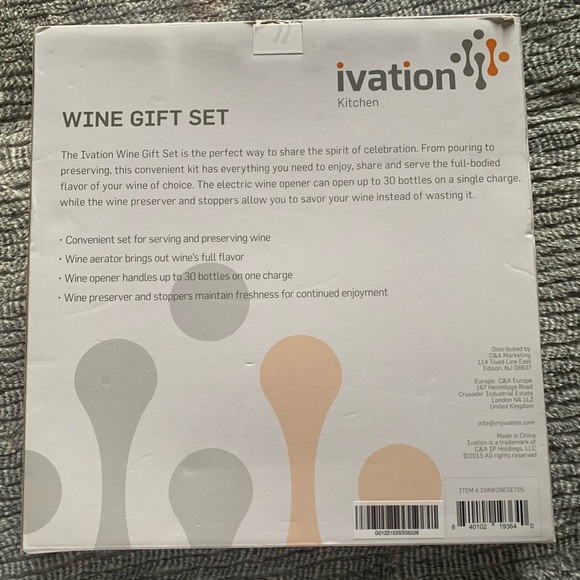 ivation
Kitchen
WINE GIFT SET
The Ivation Wine Gift Set is the perfect way to share the spirit of celebration. From pouring to
preserving, this convenient kit has everything you need to enjoy, share and serve the full-bodied
flavor of your wine of choice. The electric wine opener can open up to 30 bottles on a single charge,
while the wine preserver and stoppers allow you to savor your wine instead of wasting it.
· Convenient set for serving and preserving wine
· Wine aerator brings out wine's full flavor
· Wine opener handles up to 30 bottles on one charge
· Wine preserver and stoppers maintain freshness for continued enjoyment
Distributed by
C&A Marketing
114 Tived Line East
Edison, NJ 08837
Europe: C&A Europe
187 Hermitage Road
Crusader Industrial Estate
London N4 1LZ
United Kingdom
info@myivation.com
Made in China
Ivation is a trademark of
C&A IP Holdings, LLC
©2015 All rights reserved
ITEM # IVAWINESET05
8 40102 19364 0